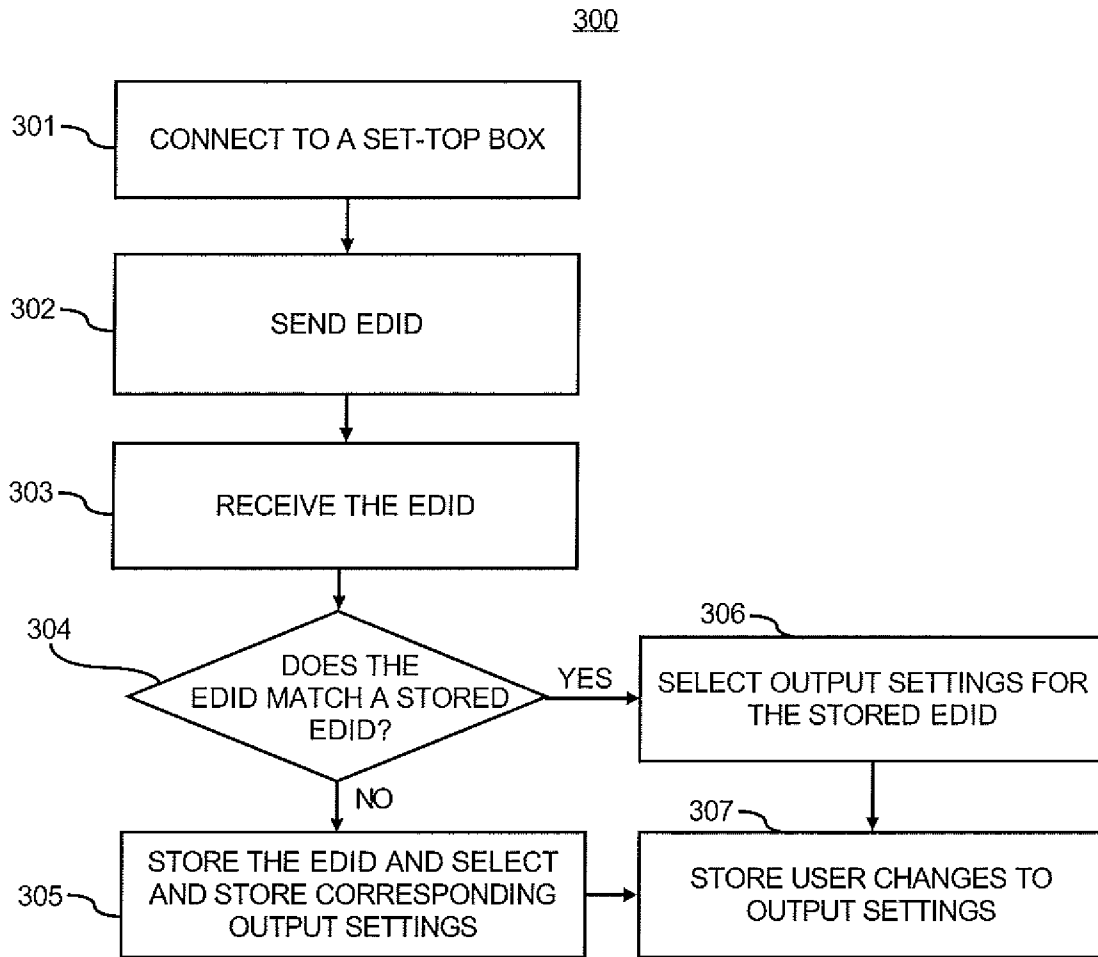 300
301
CONNECT TO A SET-TOP BOX
302
SEND EDID
303
RECEIVE THE EDID
304
DOES THE
EDID MATCH A STORED
EDID?
YES
306
SELECT OUTPUT SETTINGS FOR
THE STORED EDID
NO
305
STORE THE EDID AND SELECT
AND STORE CORRESPONDING
OUTPUT SETTINGS
307
STORE USER CHANGES TO
OUTPUT SETTINGS